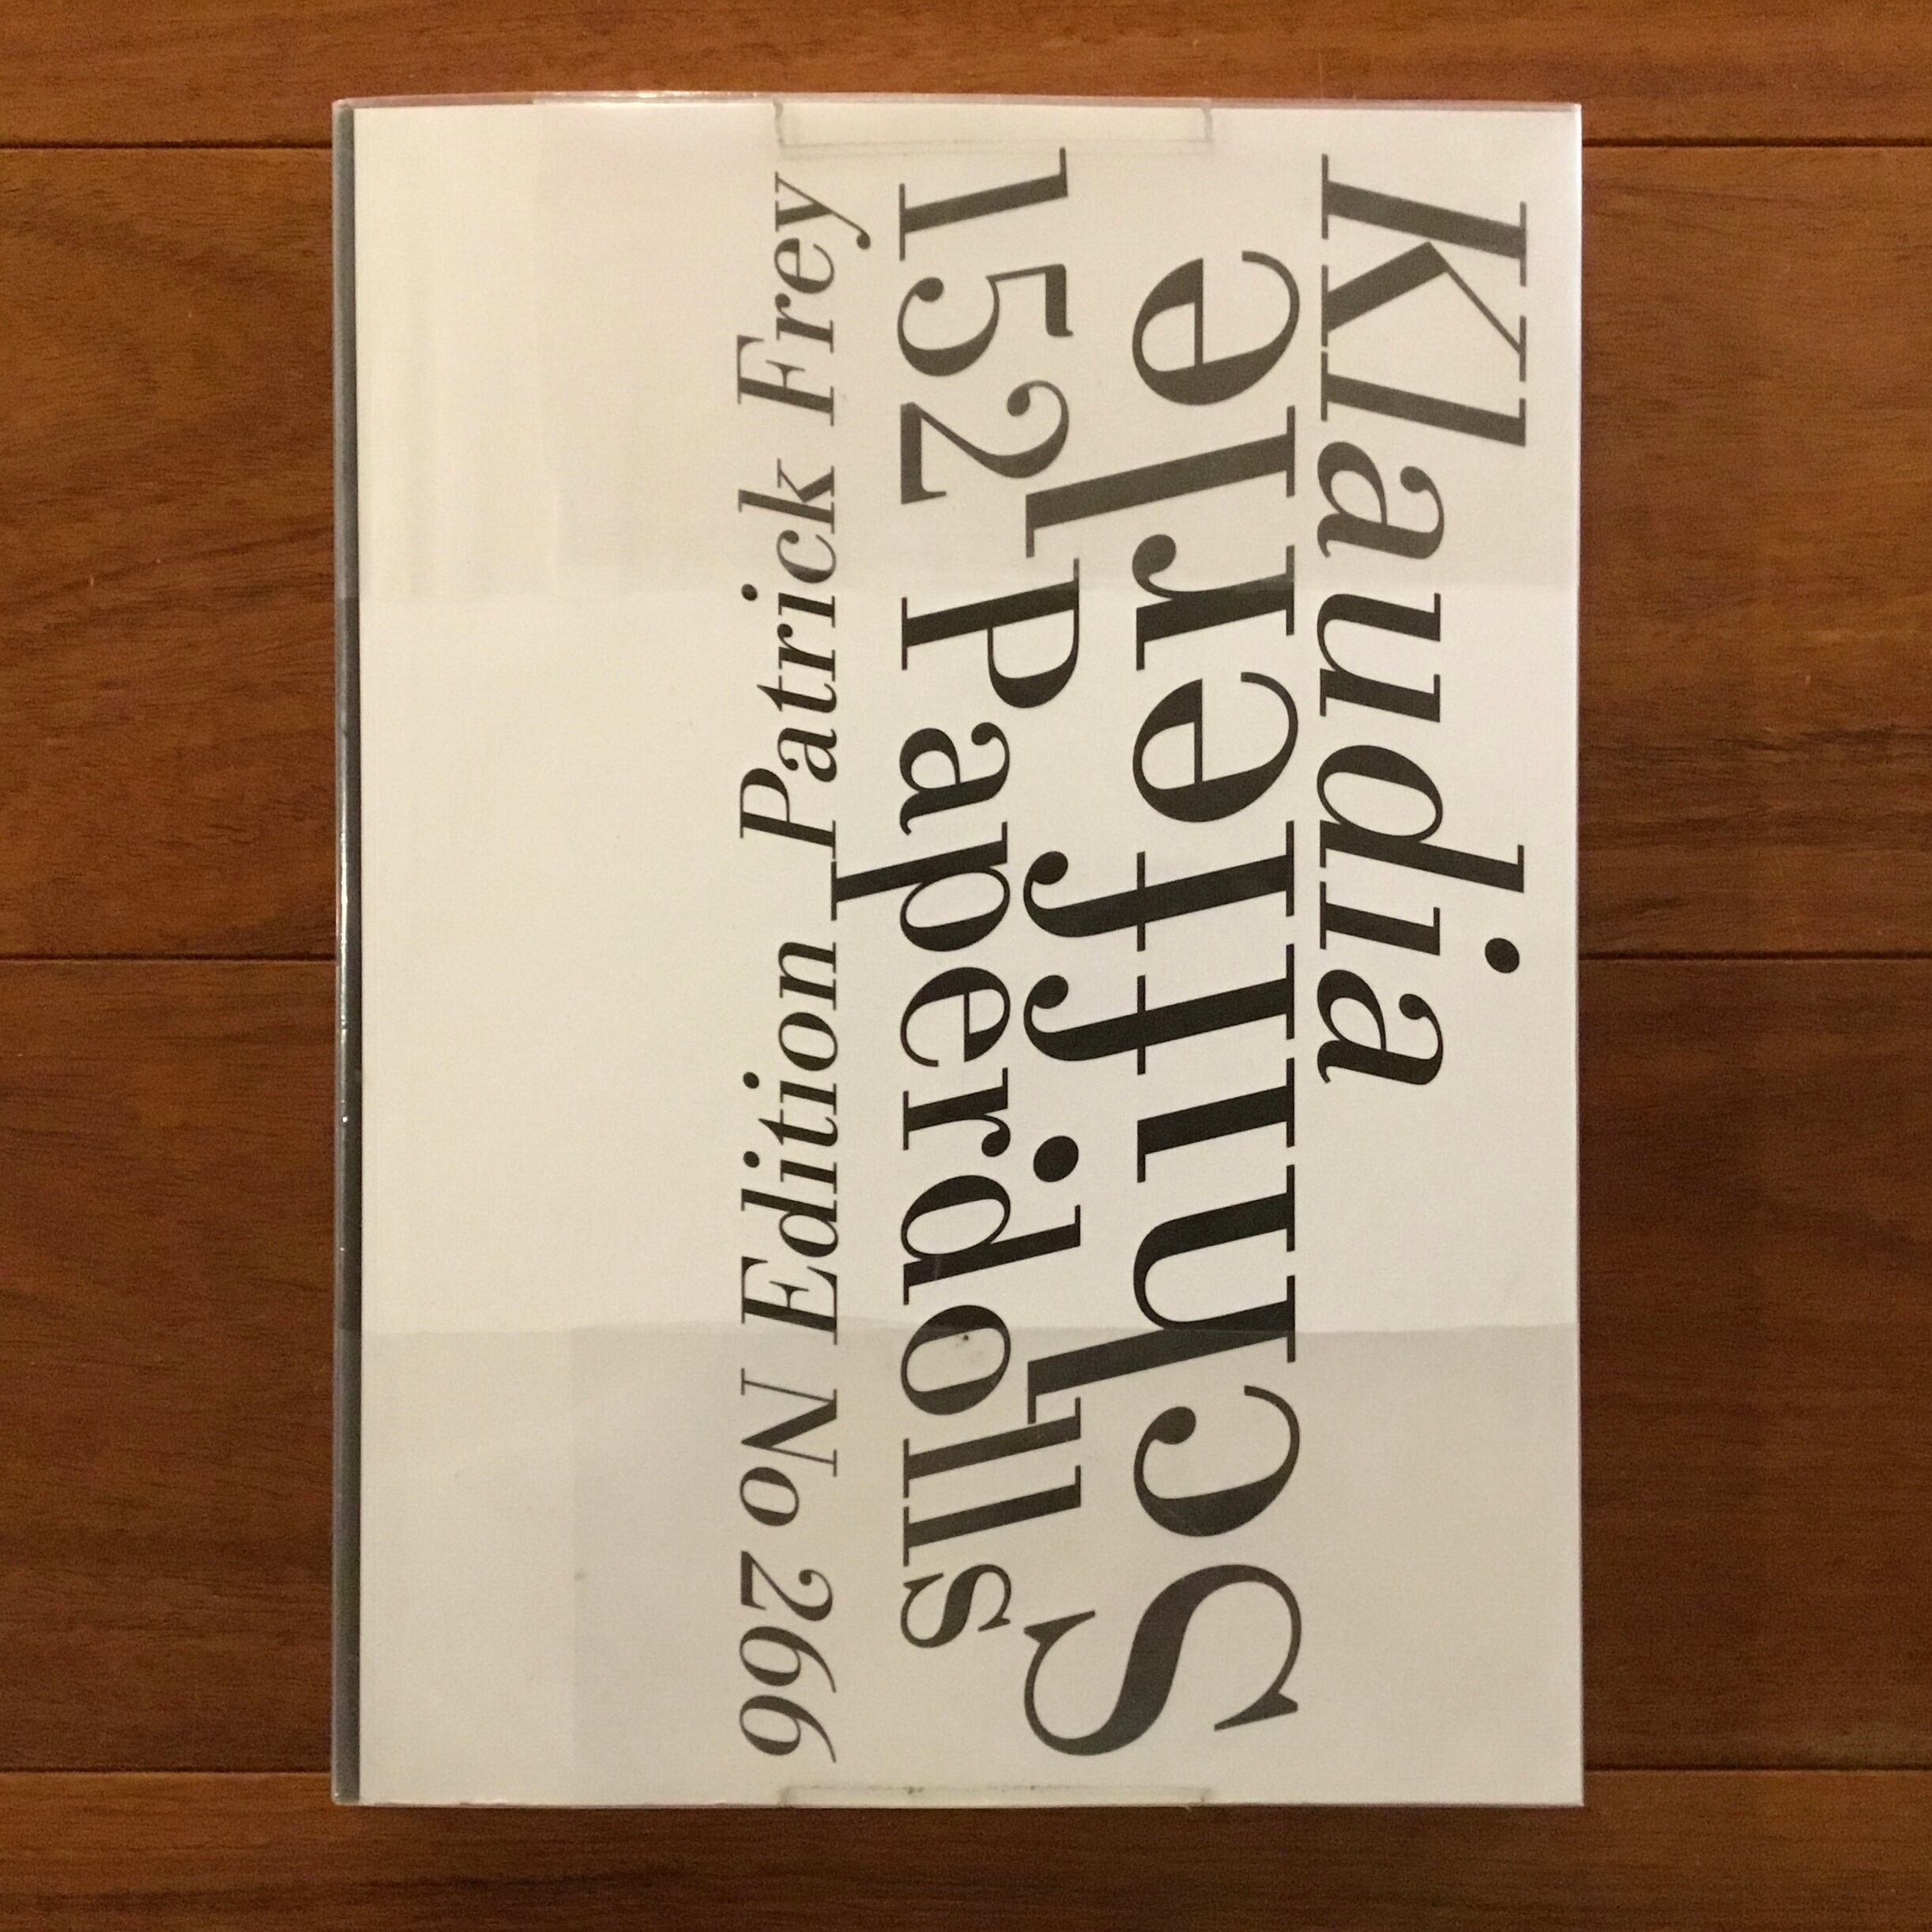 Klaudia
Schifferle
152 Paperdolls
Edition Patrick Frey
No 266